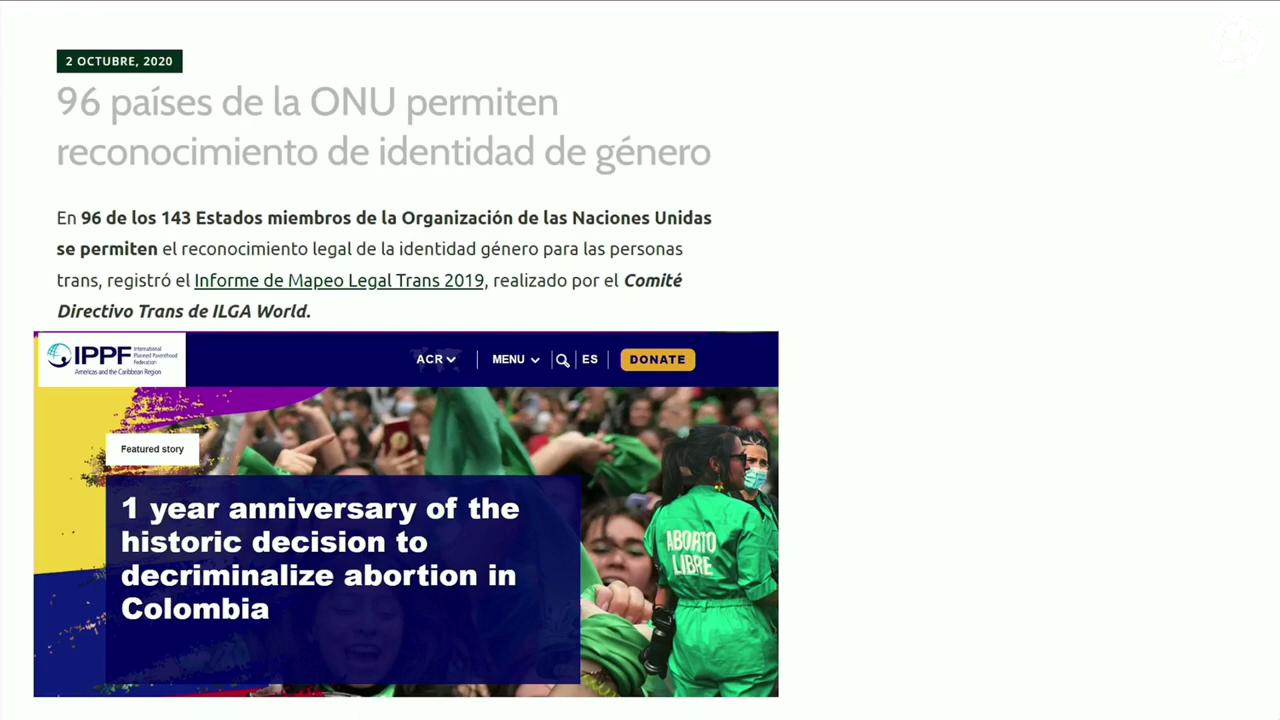 2 OCTUBRE, 2020
96 países de la ONU permiten
reconocimiento de identidad de género
En 96 de los 143 Estados miembros de la Organización de las Naciones Unidas
se permiten el reconocimiento legal de la identidad género para las personas
trans, registró el Informe de Mapeo Legal Trans 2019, realizado por el Comité
Directivo Trans de ILGA World.
IPPF International
Planned Parenthood
Federation
Americas and the Caribbean Region
ACR MENU ES DONATE
Featured story
1 year anniversary of the
historic decision to
decriminalize abortion in
Colombia
ABORTO
LIBRE